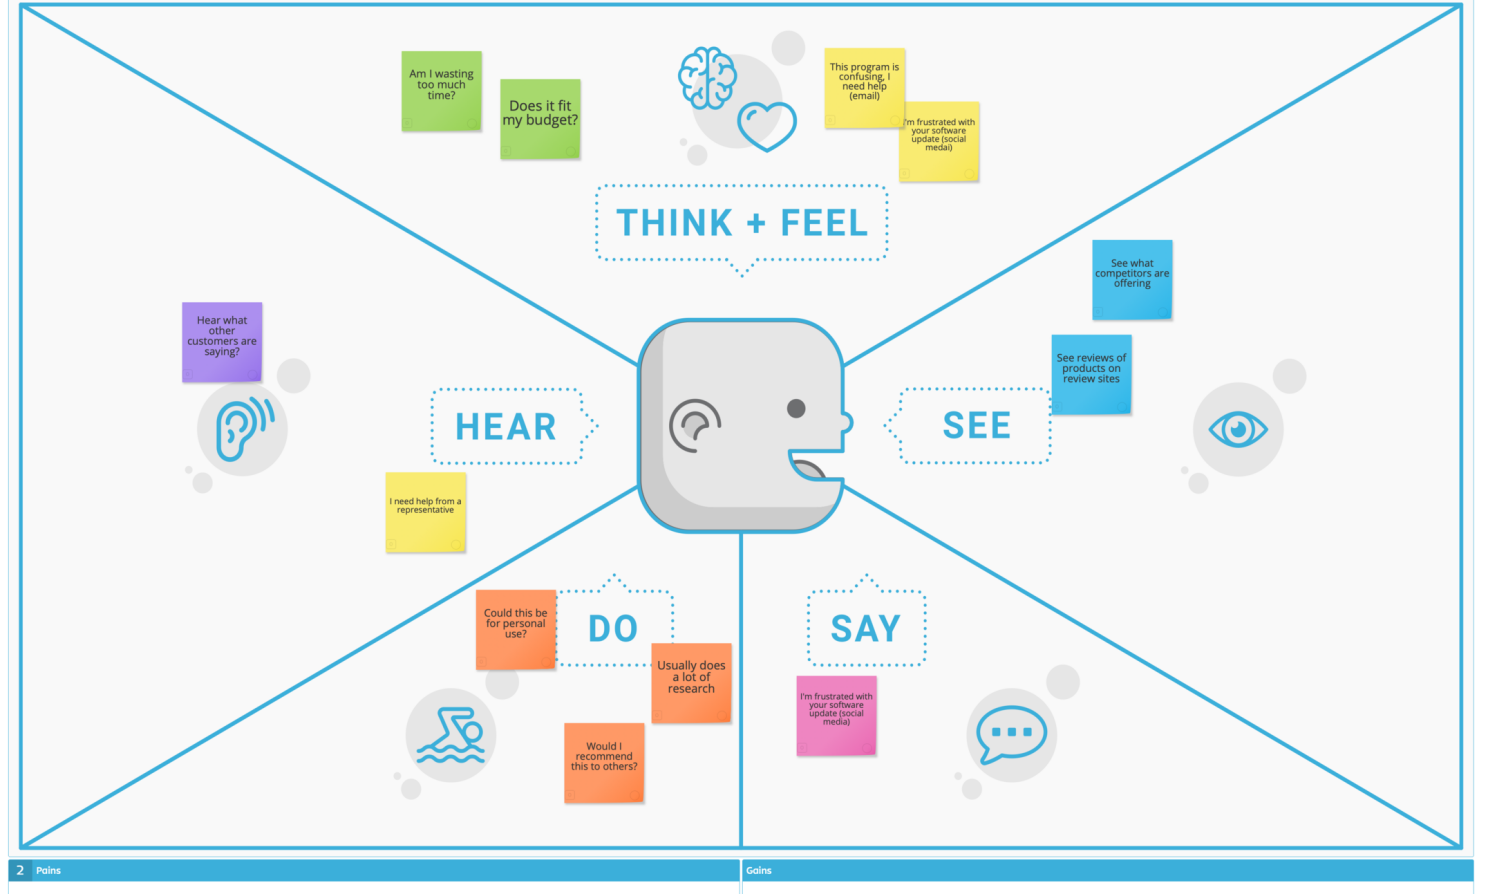 Am I wasting
too much
time?
Does it fit
my budget?
This program is
confusing, I
need help
(email)
I'm frustrated with
your software
update (social
medai)
THINK + FEEL
See what
competitors are
offering
See reviews of
products on
review sites
Hear what
other
customers are
saying?
HEAR
SEE
I need help from a
representative
Could this be
for personal
use?
DO
Usually does
a lot of
research
Would I
recommend
this to others?
SAY
I'm frustrated with
your software
update (social
media)
2 Pains
Gains